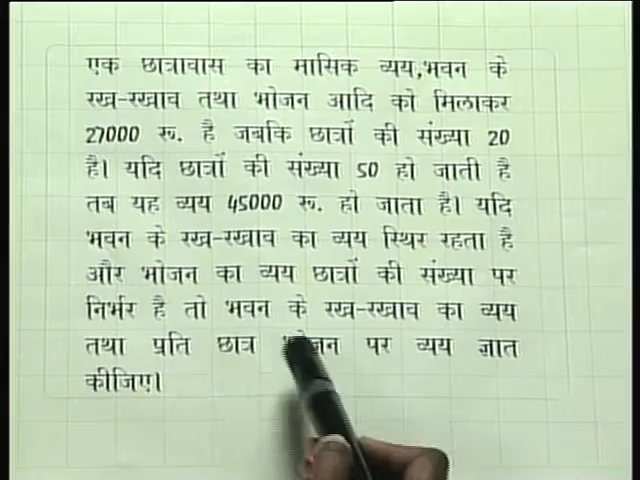 एक छात्रावास का मासिक व्यय,भवन के
रख-रखाव तथा भोजन आदि को मिलाकर
27000 रू. है जबकि छात्रों की संख्या 20
है। यदि छात्रों की संख्या 50 हो जाती है
तब यह व्यय 45000 रू. हो जाता है। यदि
भवन के रख-रखाव का व्यय स्थिर रहता है
और भोजन का व्यय छात्रों की संख्या पर
निर्भर है तो भवन के रख-रखाव का व्यय
तथा प्रति छात्र भोजन पर व्यय ज्ञात
कीजिए।